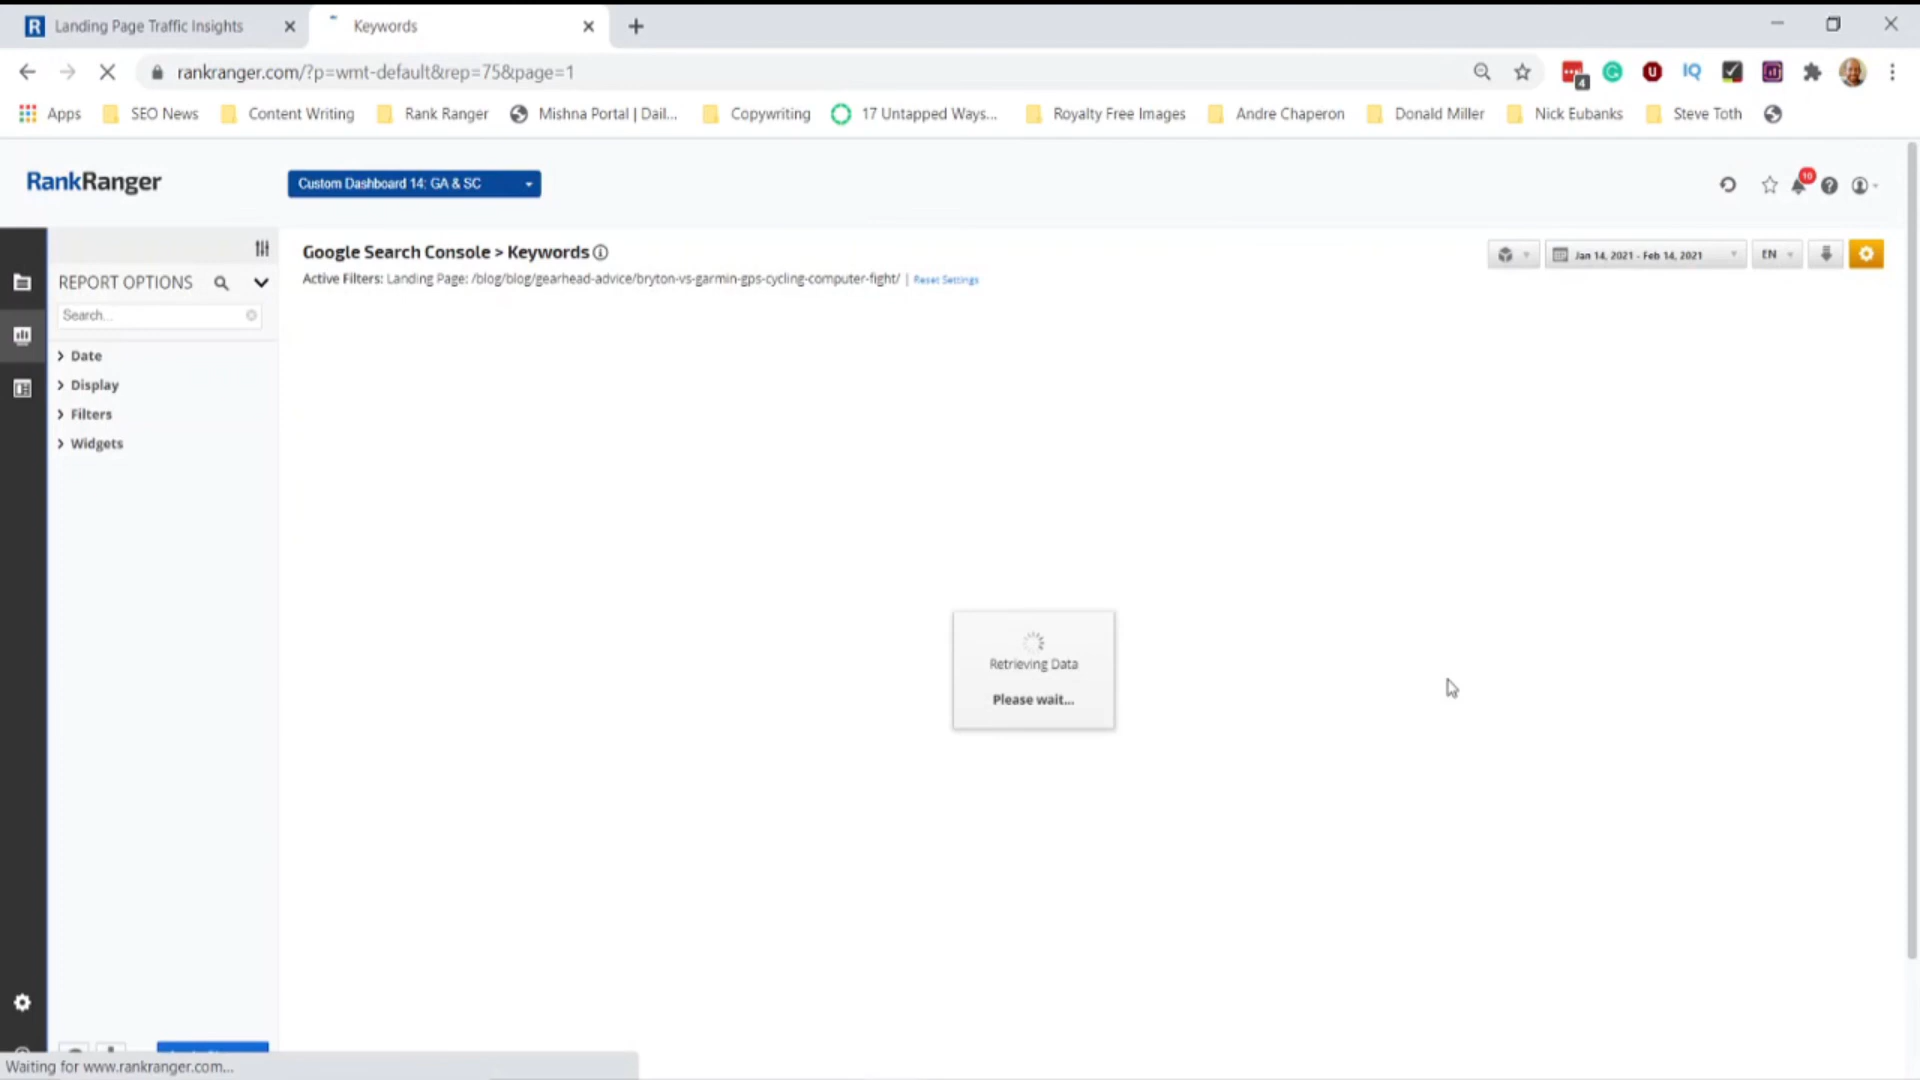 Landing Page Traffic Insights
Keywords
rankranger.com/?p=wmt-default&rep=75&page=1
4
IQ
Apps
SEO News
Content Writing
Rank Ranger
Mishna Portal | Dail...
Copywriting
17 Untapped Ways...
Royalty Free Images
Andre Chaperon
Donald Miller
Nick Eubanks
Steve Toth
RankRanger
Custom Dashboard 14: GA & SC
10
Google Search Console > Keywords
Active Filters: Landing Page: /blog/blog/gearhead-advice/bryton-vs-garmin-gps-cycling-computer-fight/ | Reset Settings
Jan 14, 2021 - Feb 14, 2021
EN
REPORT OPTIONS
Search...
Date
Display
Filters
Widgets
Retrieving Data
Please wait...
Waiting for www.rankranger.com...